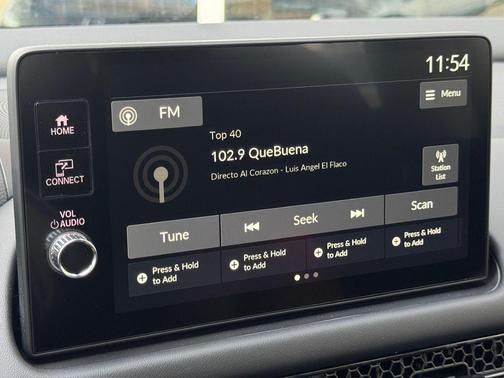 11:54
FM
Menu
HOME
Top 40
102.9 QueBuena
Directo Al Corazon - Luis Angel El Flaco
CONNECT
Station
List
VOL
AUDIO
Tune
Seek
Scan
Press & Hold
to Add
Press & Hold
to Add
Press & Hold
to Add
Press & Hold
to Add